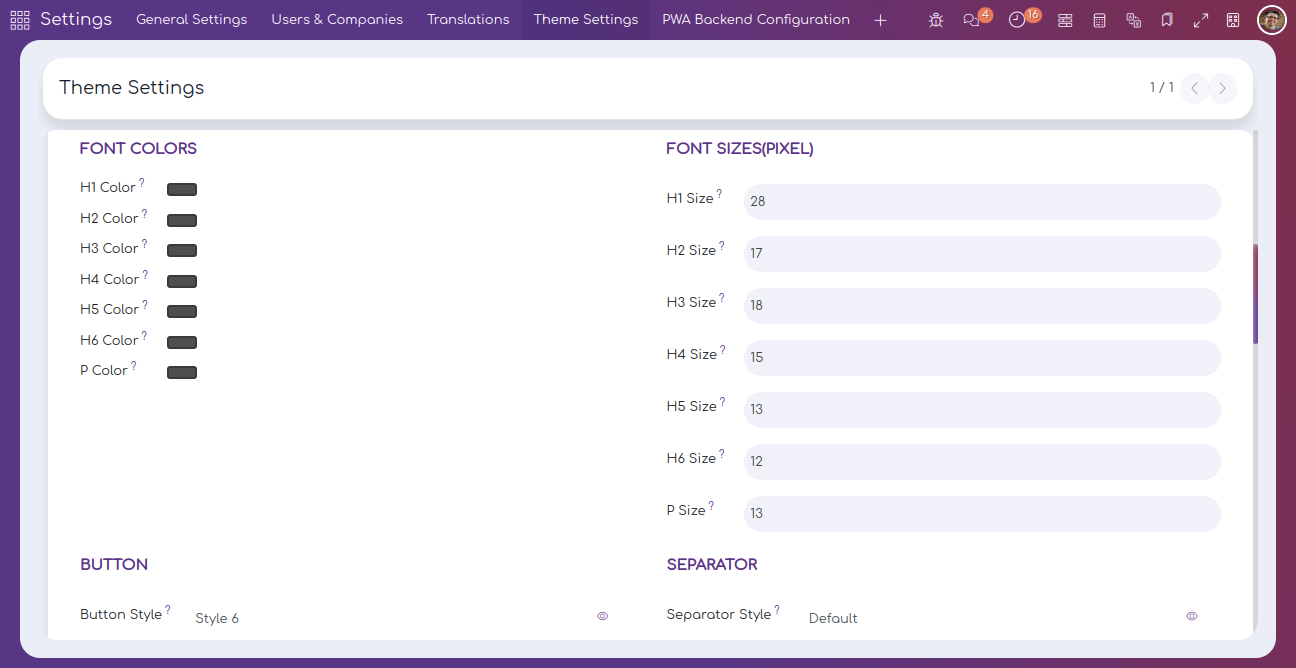 Settings General Settings Users & Companies Translations Theme Settings PWA Backend Configuration + 4 16
Theme Settings 1 / 1
FONT COLORS
H1 Color ?
H2 Color ?
H3 Color ?
H4 Color ?
H5 Color ?
H6 Color ?
P Color ?
FONT SIZES(PIXEL)
H1 Size ? 28
H2 Size ? 17
H3 Size ? 18
H4 Size ? 15
H5 Size ? 13
H6 Size ? 12
P Size ? 13
BUTTON
Button Style ? Style 6
SEPARATOR
Separator Style ? Default